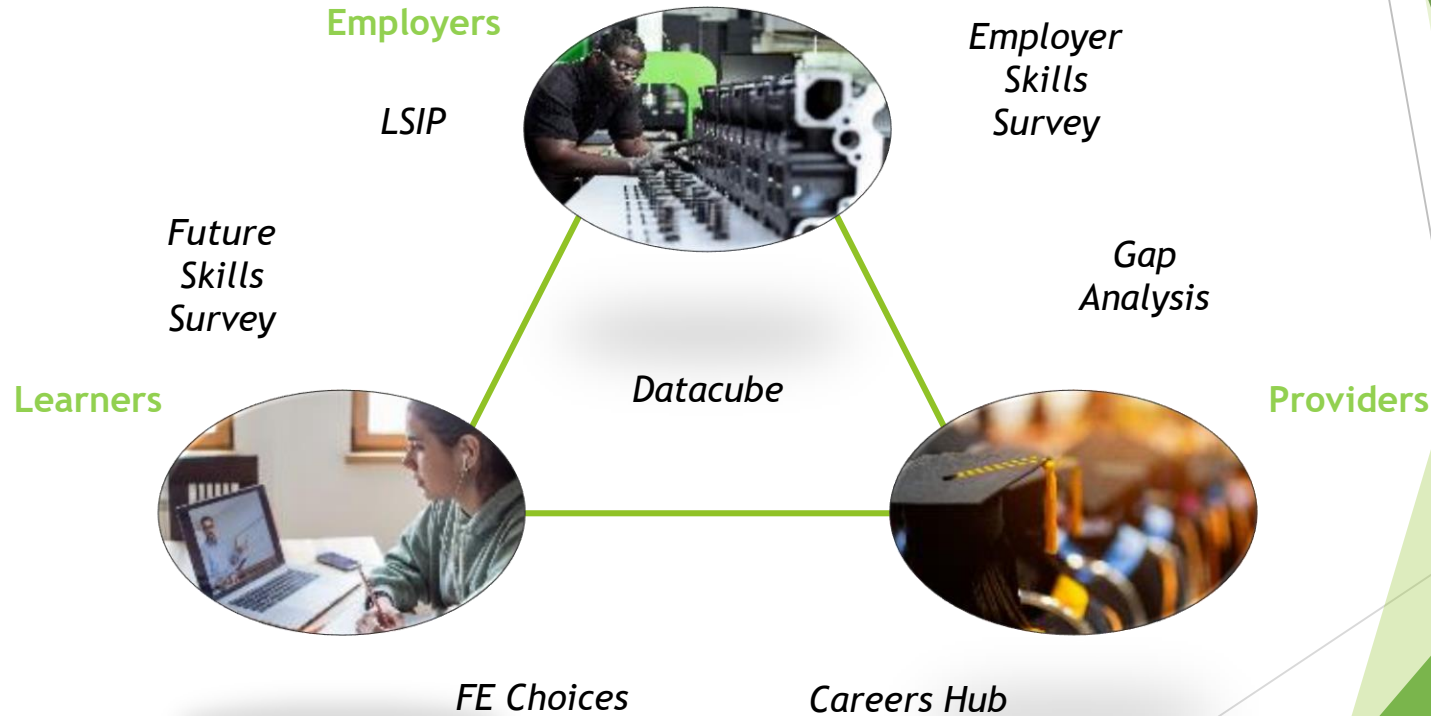 Employers
Employer
Skills
Survey
LSIP
Future
Skills
Survey
Gap
Analysis
Datacube
Learners
Providers
FE Choices
Careers Hub